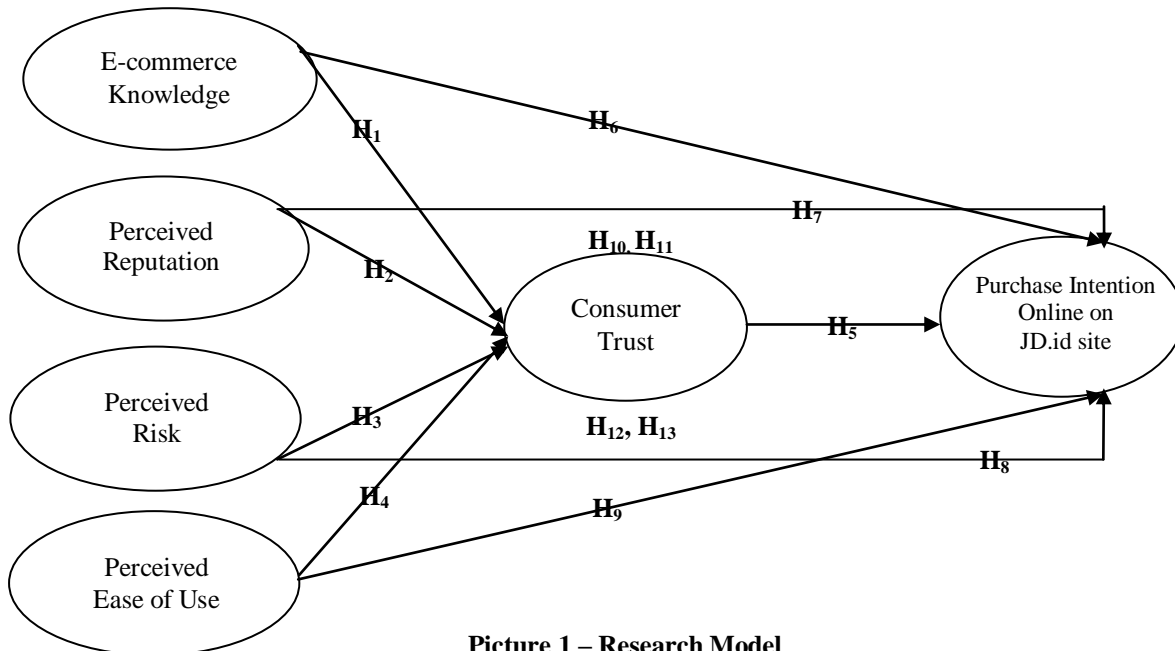 E-commerce
Knowledge
H₁
H₆
Perceived
Reputation
H₂
H₇
H₁₀, H₁₁
Consumer
Trust
H₅
Purchase Intention
Online on
JD.id site
Perceived
Risk
H₃
H₁₂, H₁₃
H₈
H₄
H₉
Perceived
Ease of Use
Picture 1 – Research Model